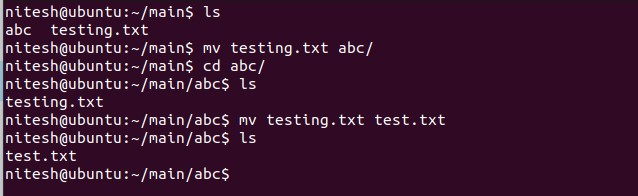 nitesh@ubuntu:~/main$ ls
abc  testing.txt
nitesh@ubuntu:~/main$ mv testing.txt abc/
nitesh@ubuntu:~/main$ cd abc/
nitesh@ubuntu:~/main/abc$ ls
testing.txt
nitesh@ubuntu:~/main/abc$ mv testing.txt test.txt
nitesh@ubuntu:~/main/abc$ ls
test.txt
nitesh@ubuntu:~/main/abc$